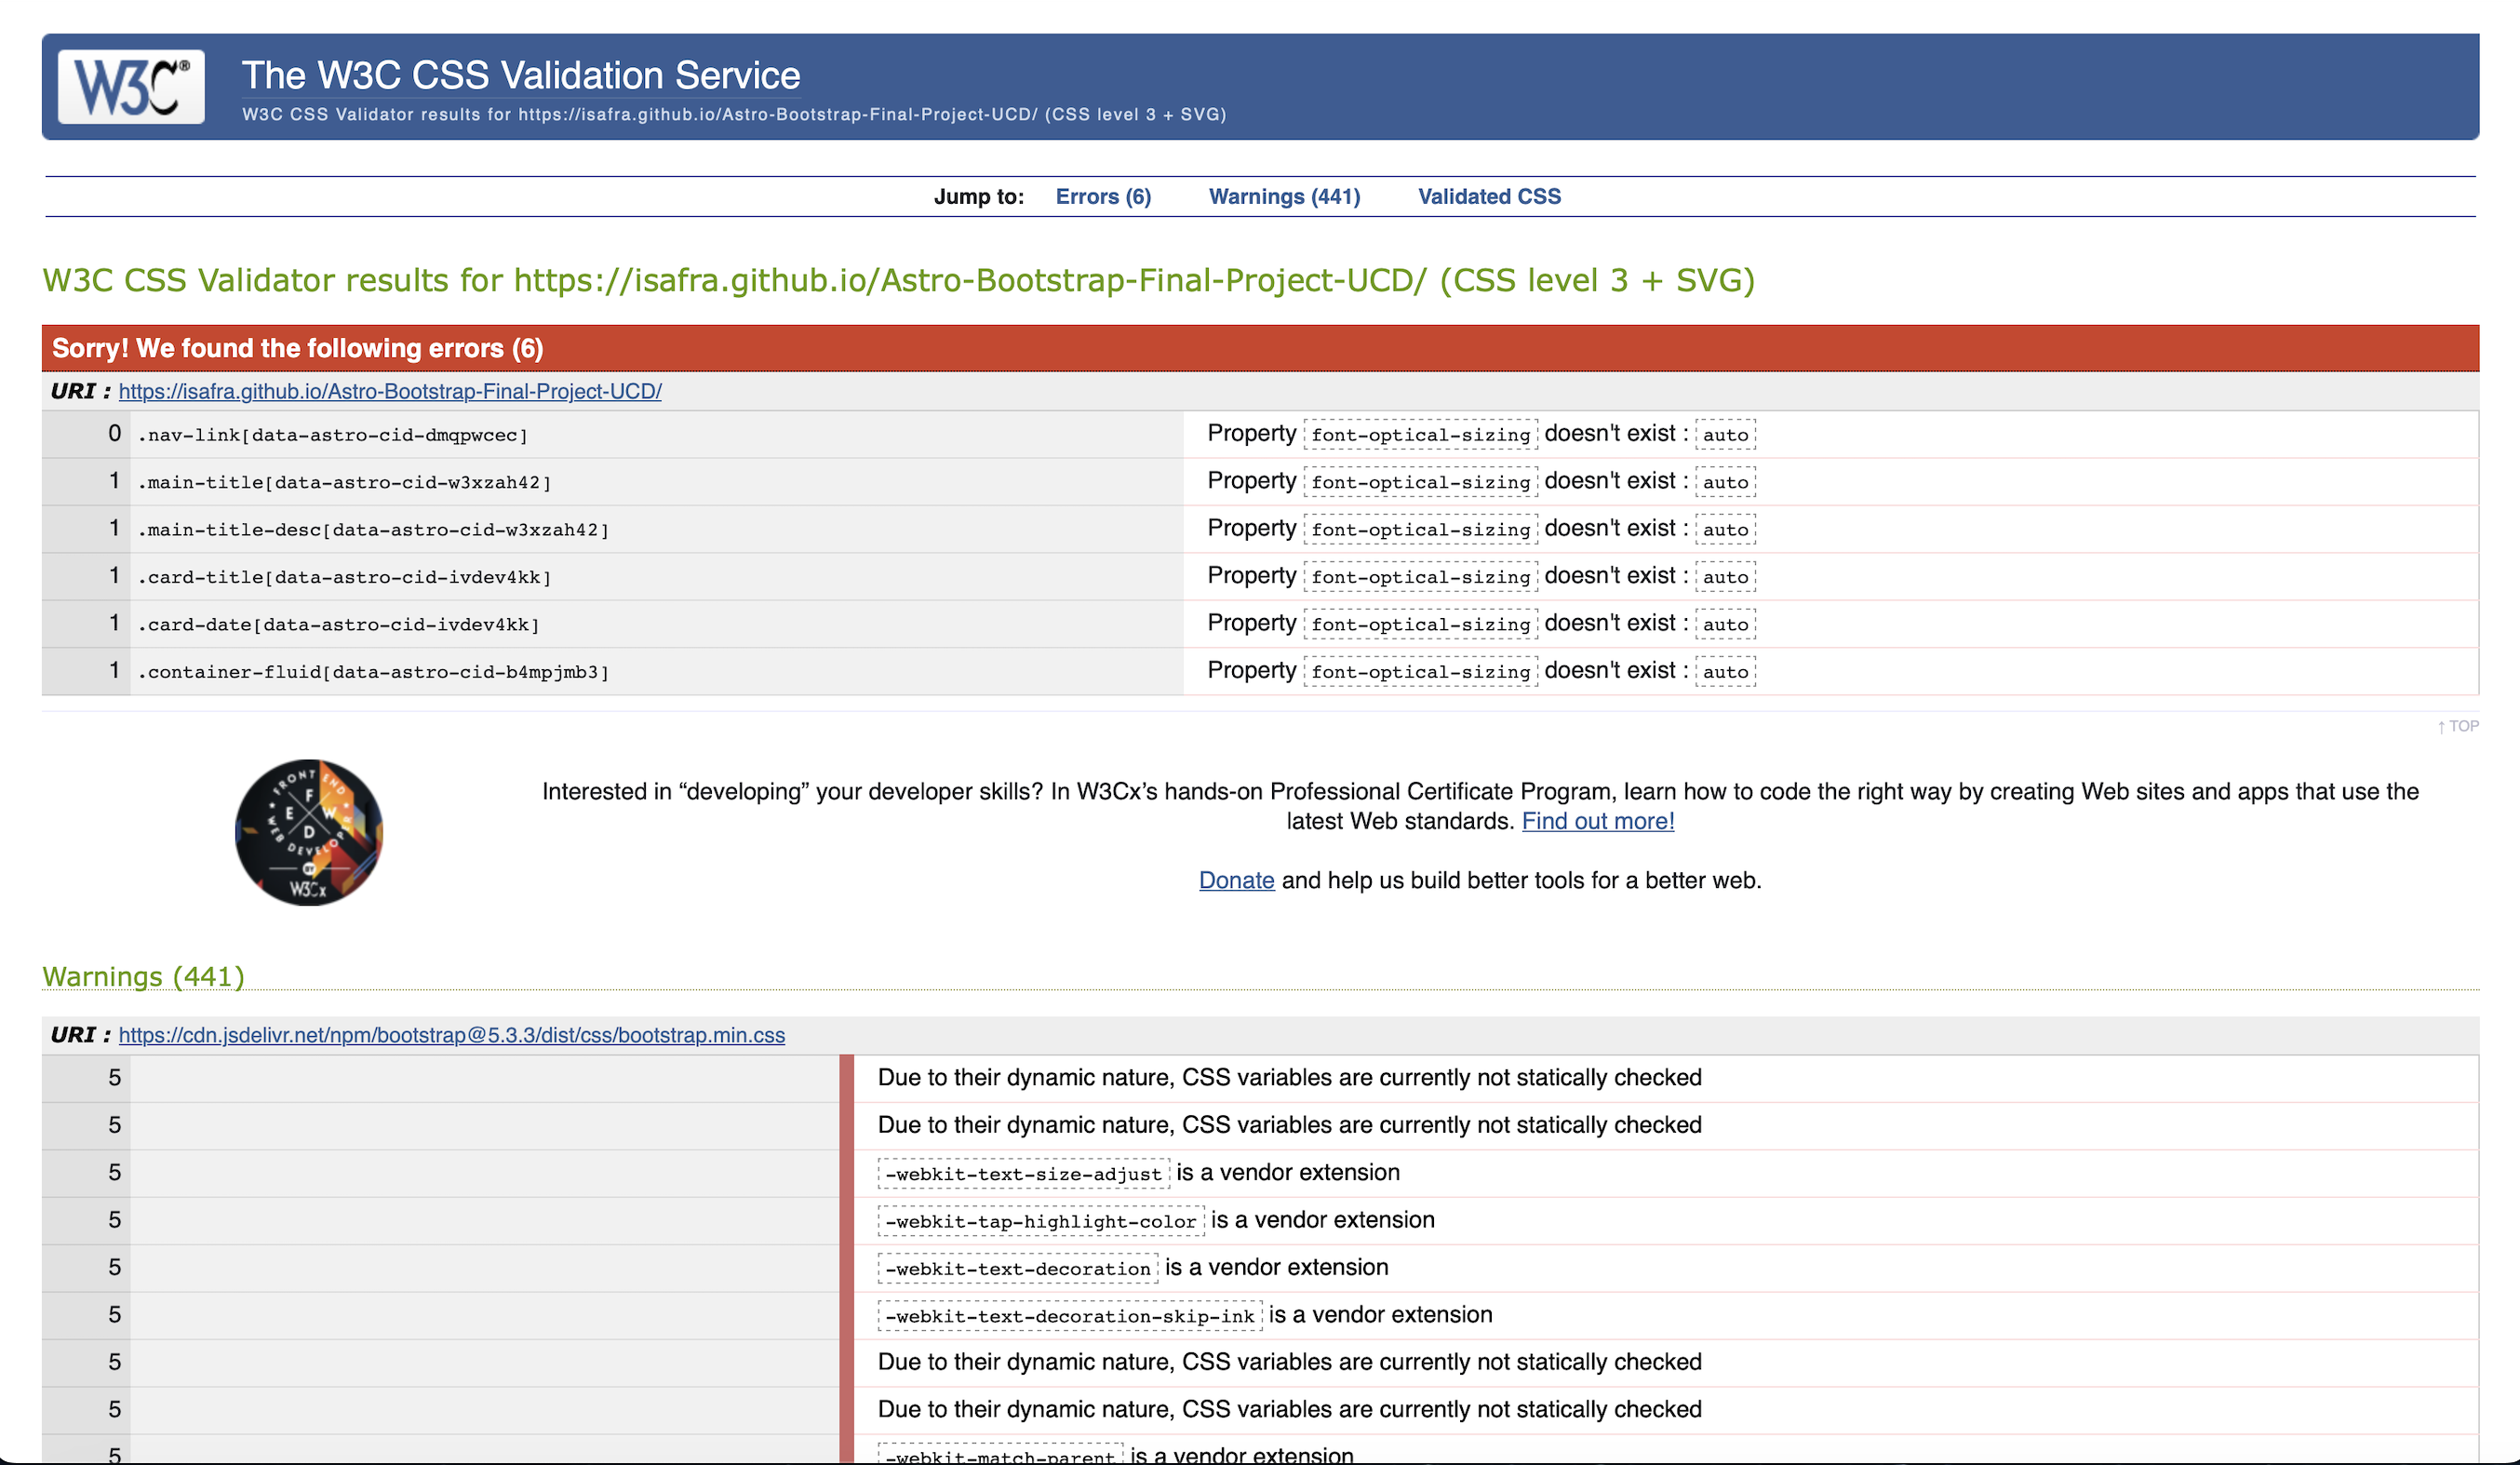 W3C®
The W3C CSS Validation Service
W3C CSS Validator results for https://isafra.github.io/Astro-Bootstrap-Final-Project-UCD/ (CSS level 3 + SVG)
Jump to: Errors (6) Warnings (441) Validated CSS
W3C CSS Validator results for https://isafra.github.io/Astro-Bootstrap-Final-Project-UCD/ (CSS level 3 + SVG)
Sorry! We found the following errors (6)
URI : https://isafra.github.io/Astro-Bootstrap-Final-Project-UCD/
0 .nav-link[data-astro-cid-dmqpwcec] Property font-optical-sizing doesn't exist : auto
1 .main-title[data-astro-cid-w3xzah42] Property font-optical-sizing doesn't exist : auto
1 .main-title-desc[data-astro-cid-w3xzah42] Property font-optical-sizing doesn't exist : auto
1 .card-title[data-astro-cid-ivdev4kk] Property font-optical-sizing doesn't exist : auto
1 .card-date[data-astro-cid-ivdev4kk] Property font-optical-sizing doesn't exist : auto
1 .container-fluid[data-astro-cid-b4mpjmb3] Property font-optical-sizing doesn't exist : auto
↑ TOP
FRONT END
F
E W
D
WEB DEVELOPER
BY
W3Cx
Interested in “developing” your developer skills? In W3Cx’s hands-on Professional Certificate Program, learn how to code the right way by creating Web sites and apps that use the
latest Web standards. Find out more!
Donate and help us build better tools for a better web.
Warnings (441)
URI : https://cdn.jsdelivr.net/npm/bootstrap@5.3.3/dist/css/bootstrap.min.css
5 Due to their dynamic nature, CSS variables are currently not statically checked
5 Due to their dynamic nature, CSS variables are currently not statically checked
5 -webkit-text-size-adjust is a vendor extension
5 -webkit-tap-highlight-color is a vendor extension
5 -webkit-text-decoration is a vendor extension
5 -webkit-text-decoration-skip-ink is a vendor extension
5 Due to their dynamic nature, CSS variables are currently not statically checked
5 Due to their dynamic nature, CSS variables are currently not statically checked
5 -webkit-match-parent is a vendor extension